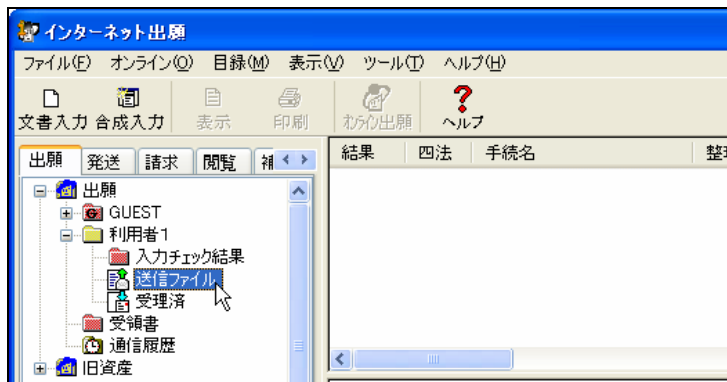 インターネット出願
ファイル(F) オンライン(O) 目録(M) 表示(V) ツール(T) ヘルプ(H)
文書入力 合成入力 表示 印刷 オンライン出願 ヘルプ
出願 発送 請求 閲覧 補
結果 四法 手続名 整理
出願
GUEST
利用者1
入力チェック結果
送信ファイル
受理済
受領書
通信履歴
旧資産